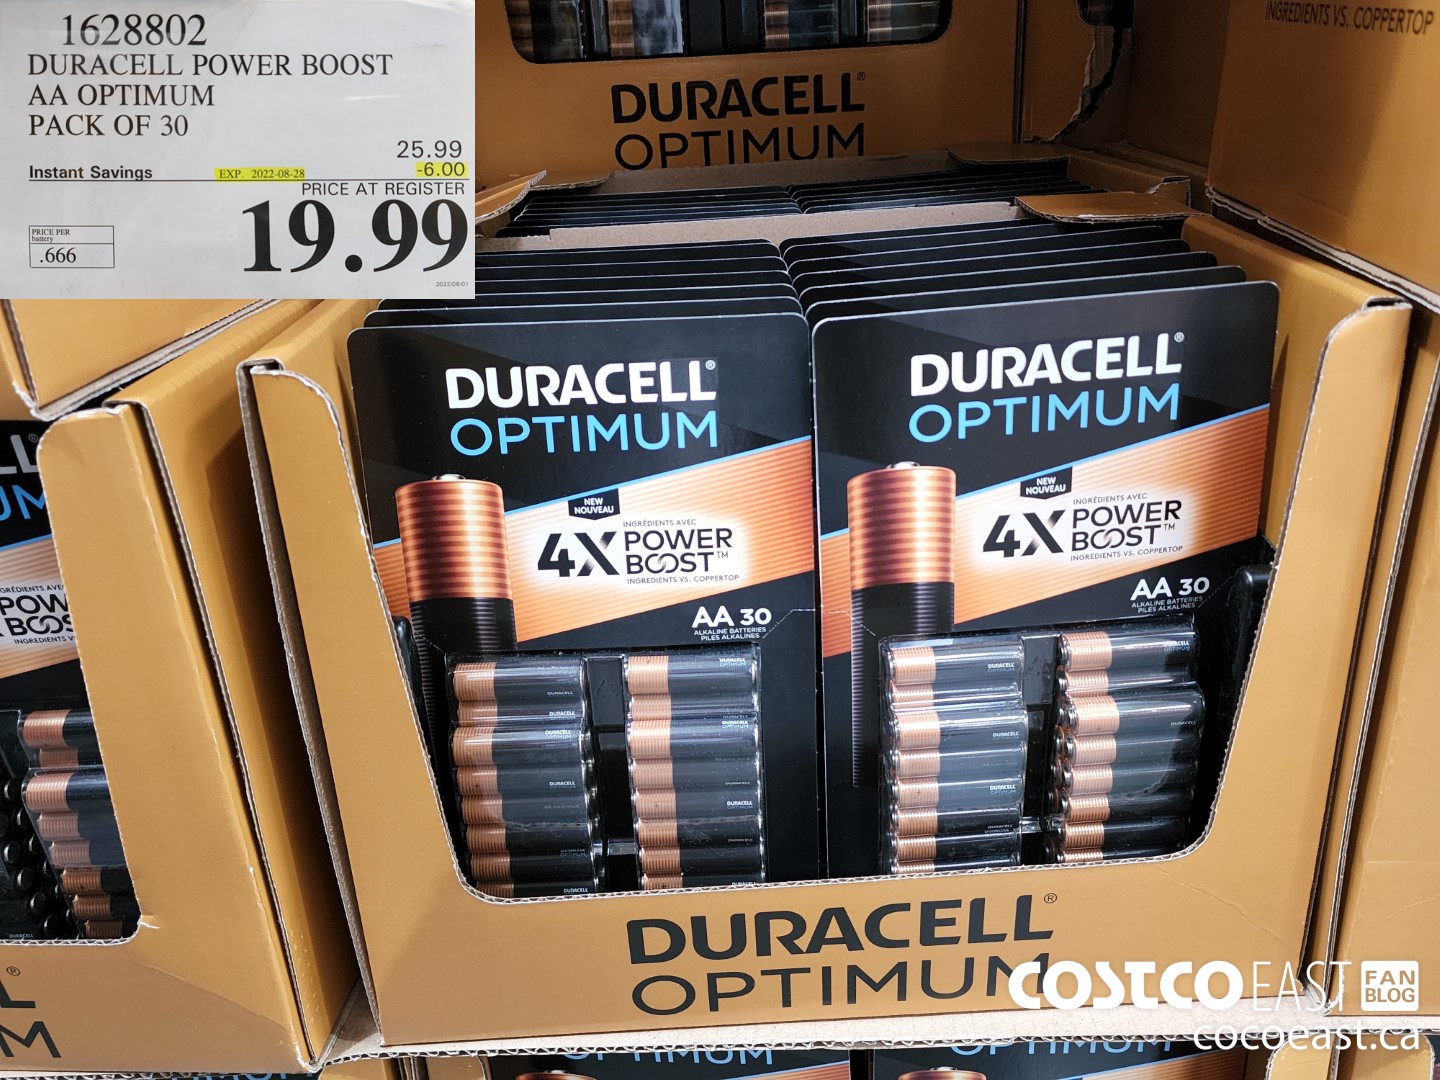 1628802
DURACELL POWER BOOST
AA OPTIMUM
PACK OF 30
25.99
Instant Savings EXP. 2022-08-28 -6.00
PRICE AT REGISTER
19.99
PRICE PER
battery
.666
2022/08/01
INGREDIENTS VS. COPPERTOP
DURACELL®
OPTIMUM
DURACELL®
OPTIMUM
NEW
NOUVEAU
INGRÉDIENTS AVEC
4X POWER
BOOST™
INGREDIENTS VS. COPPERTOP
AA 30
ALKALINE BATTERIES
PILES ALKALINES
DURACELL®
OPTIMUM
NEW
NOUVEAU
INGRÉDIENTS AVEC
4X POWER
BOOST™
INGREDIENTS VS. COPPERTOP
AA 30
ALKALINE BATTERIES
PILES ALKALINES
DURACELL®
OPTIMUM
COSTCO EAST FAN
BLOG
cocoeast.ca
OPTIMUM
OPTIMUM